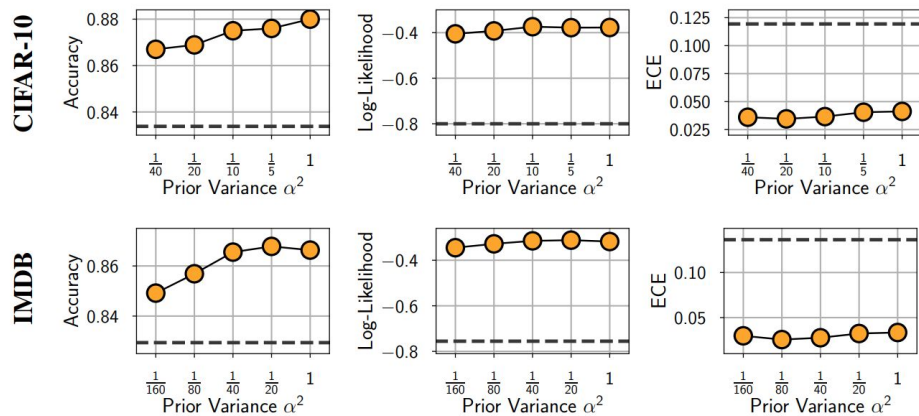 CIFAR-10
Accuracy
0.88
0.86
0.84
1/40 1/20 1/10 1/5 1
Prior Variance α²
Log-Likelihood
−0.4
−0.6
−0.8
1/40 1/20 1/10 1/5 1
Prior Variance α²
ECE
0.125
0.100
0.075
0.050
0.025
1/40 1/20 1/10 1/5 1
Prior Variance α²
IMDB
Accuracy
0.86
0.84
1/160 1/80 1/40 1/20 1
Prior Variance α²
Log-Likelihood
−0.4
−0.6
−0.8
1/160 1/80 1/40 1/20 1
Prior Variance α²
ECE
0.10
0.05
1/160 1/80 1/40 1/20 1
Prior Variance α²